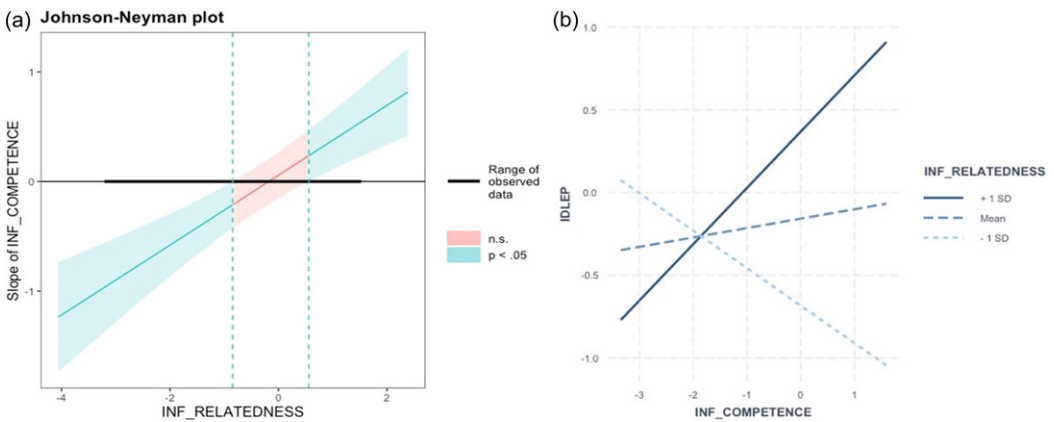 (a) Johnson-Neyman plot
Slope of INF_COMPETENCE
1
0
-1
-4
-2
0
2
INF_RELATEDNESS
Range of
observed
data
n.s.
p < .05
(b)
IDLEP
1.0
0.5
0.0
-0.5
-1.0
-3
-2
-1
0
1
INF_COMPETENCE
INF_RELATEDNESS
+ 1 SD
Mean
- 1 SD